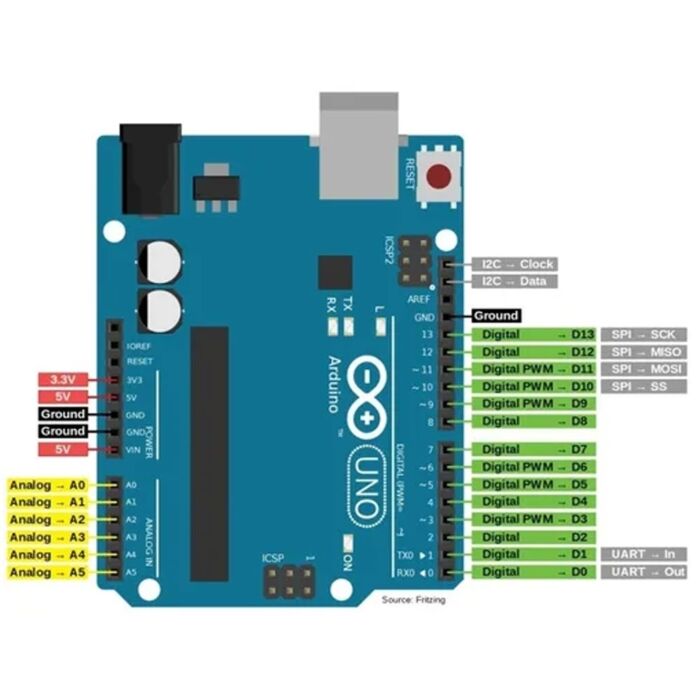 RESET
ICSP2
I2C → Clock
I2C → Data
AREF
GND
Ground
RX
TX
L
IOREF
RESET
3.3V
3V3
5V
5V
Ground
GND
Ground
GND
5V
VIN
POWER
Arduino
TM
UNO
13
Digital → D13
SPI → SCK
12
Digital → D12
SPI → MISO
~11
Digital PWM → D11
SPI → MOSI
~10
Digital PWM → D10
SPI → SS
~9
Digital PWM → D9
8
Digital → D8
DIGITAL (PWM=
~)
7
Digital → D7
~6
Digital PWM → D6
~5
Digital PWM → D5
4
Digital → D4
~3
Digital PWM → D3
2
Digital → D2
TX0 ▶1
Digital → D1
UART → In
RX0 ◀0
Digital → D0
UART → Out
Analog → A0
A0
Analog → A1
A1
Analog → A2
A2
Analog → A3
A3
Analog → A4
A4
Analog → A5
A5
ANALOG IN
ICSP
1
ON
Source: Fritzing